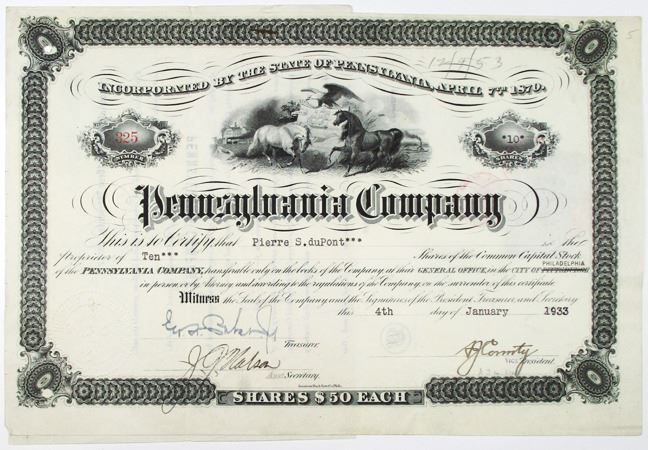 12/7/53
5
INCORPORATED BY THE STATE OF PENNSYLVANIA, APRIL 7TH 1870.
325
NUMBER
*10*
SHARES
Pennsylvania Company
This is to Certify that Pierre S.duPont*** is the
proprietor of Ten*** Shares of the Common Capital Stock
PHILADELPHIA
of the PENNSYLVANIA COMPANY, transferable only on the books of the Company at their GENERAL OFFICE, in the CITY OF PITTSBURGH
in person or by Attorney and according to the regulations of the Company, on the surrender of this certificate
Witness the Seal of the Company and the Signatures of the President Treasurer and Secretary
this 4th day of January 1933
Treasurer.
VICE President.
Asst Secretary.
SHARES $50 EACH